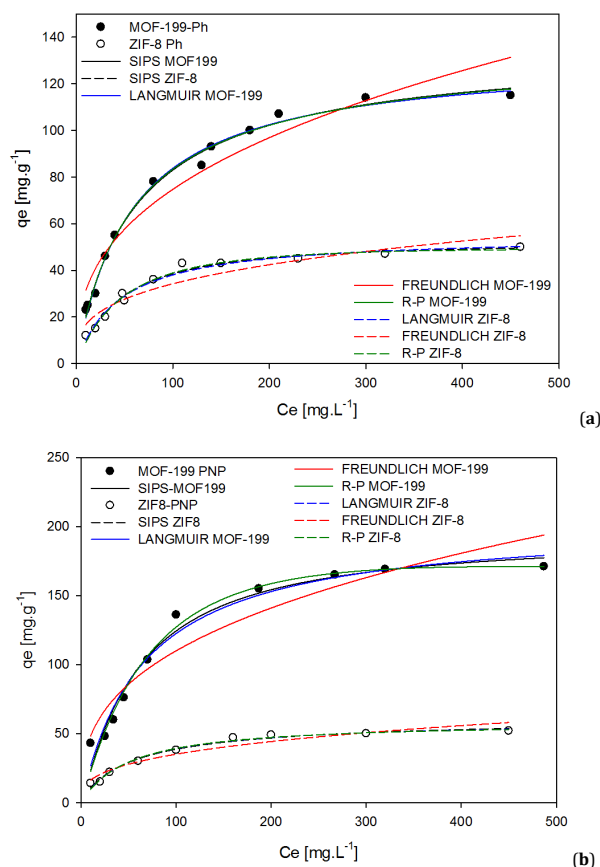 (a)
MOF-199-Ph
ZIF-8 Ph
SIPS MOF199
SIPS ZIF-8
LANGMUIR MOF-199
FREUNDLICH MOF-199
R-P MOF-199
LANGMUIR ZIF-8
FREUNDLICH ZIF-8
R-P ZIF-8
qe [mg.g⁻¹]
140
120
100
80
60
40
20
0
0 100 200 300 400 500
Ce [mg.L⁻¹]
(b)
MOF-199 PNP
SIPS-MOF199
ZIF8-PNP
SIPS ZIF8
LANGMUIR MOF-199
FREUNDLICH MOF-199
R-P MOF-199
LANGMUIR ZIF-8
FREUNDLICH ZIF-8
R-P ZIF-8
qe [mg.g⁻¹]
250
200
150
100
50
0
0 100 200 300 400 500
Ce [mg.L⁻¹]